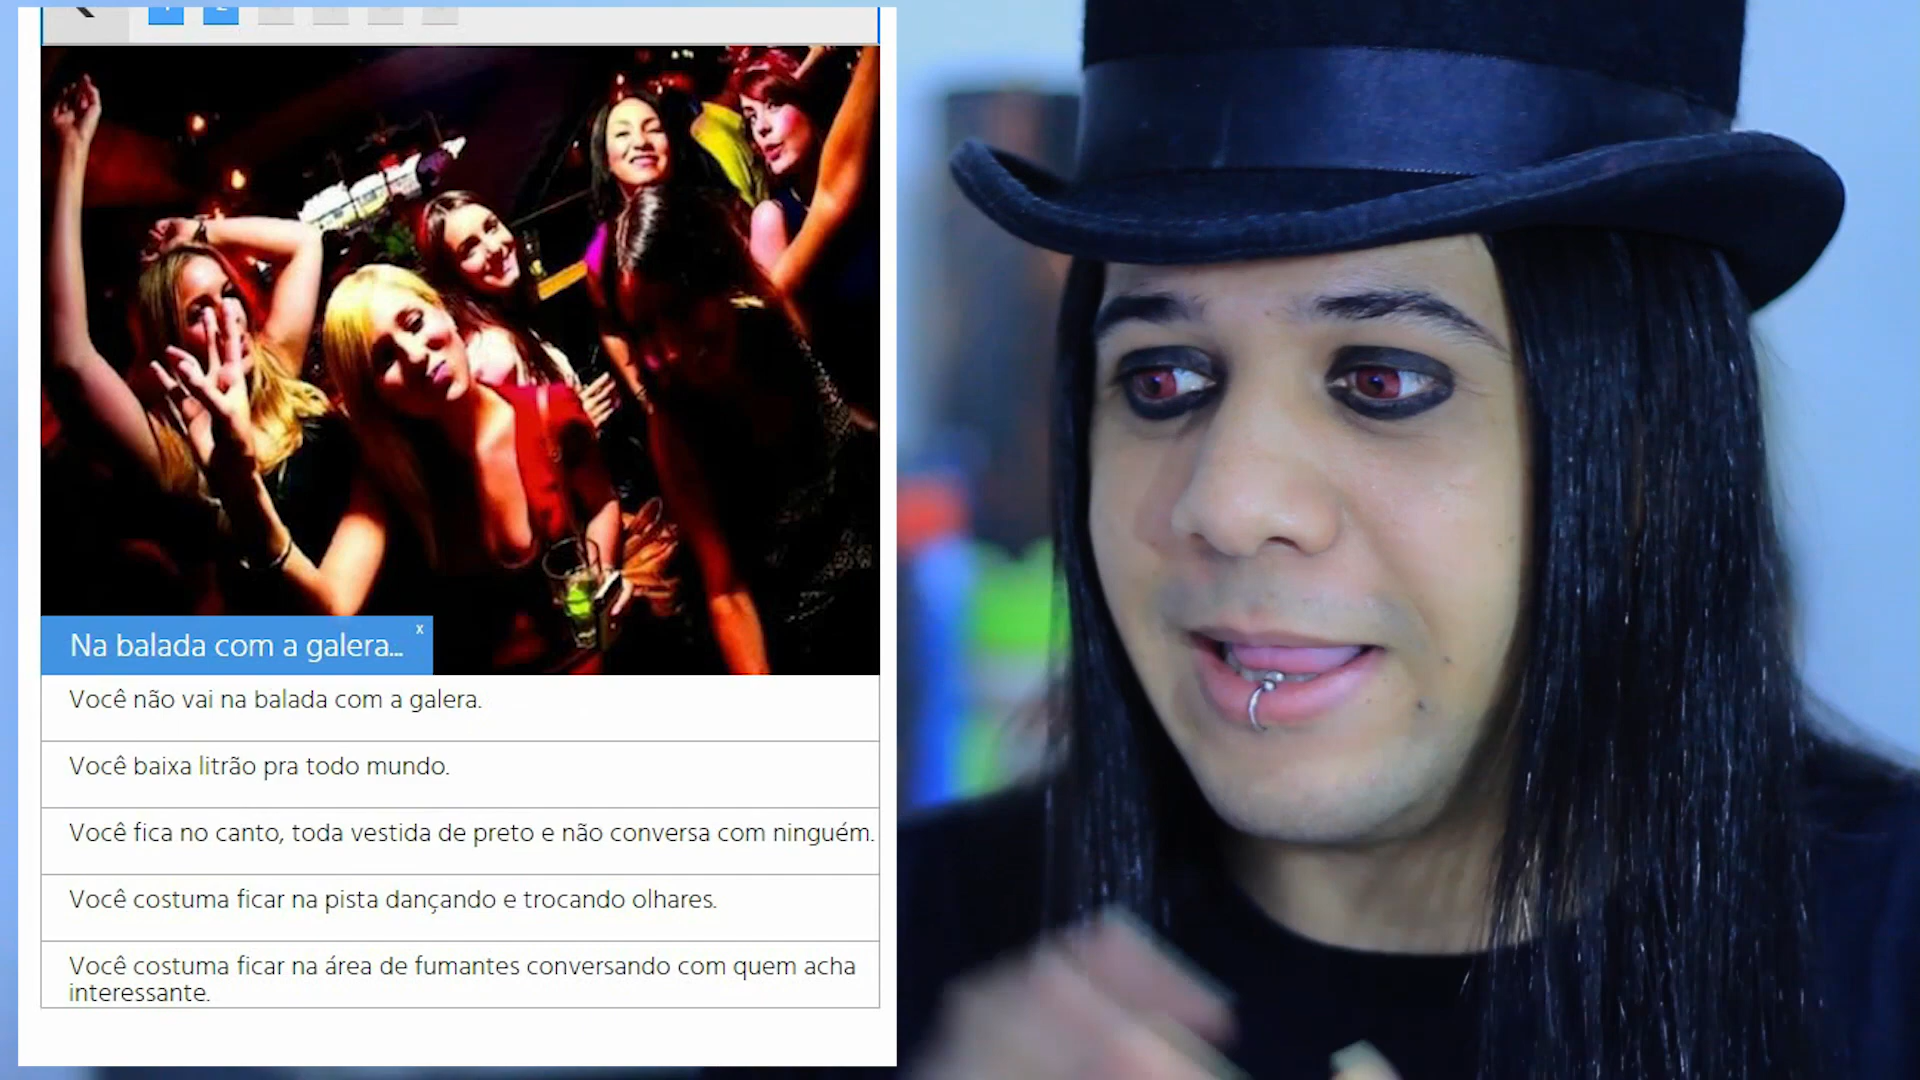 Na balada com a galera...
x
Você não vai na balada com a galera.
Você baixa litrão pra todo mundo.
Você fica no canto, toda vestida de preto e não conversa com ninguém.
Você costuma ficar na pista dançando e trocando olhares.
Você costuma ficar na área de fumantes conversando com quem acha
interessante.